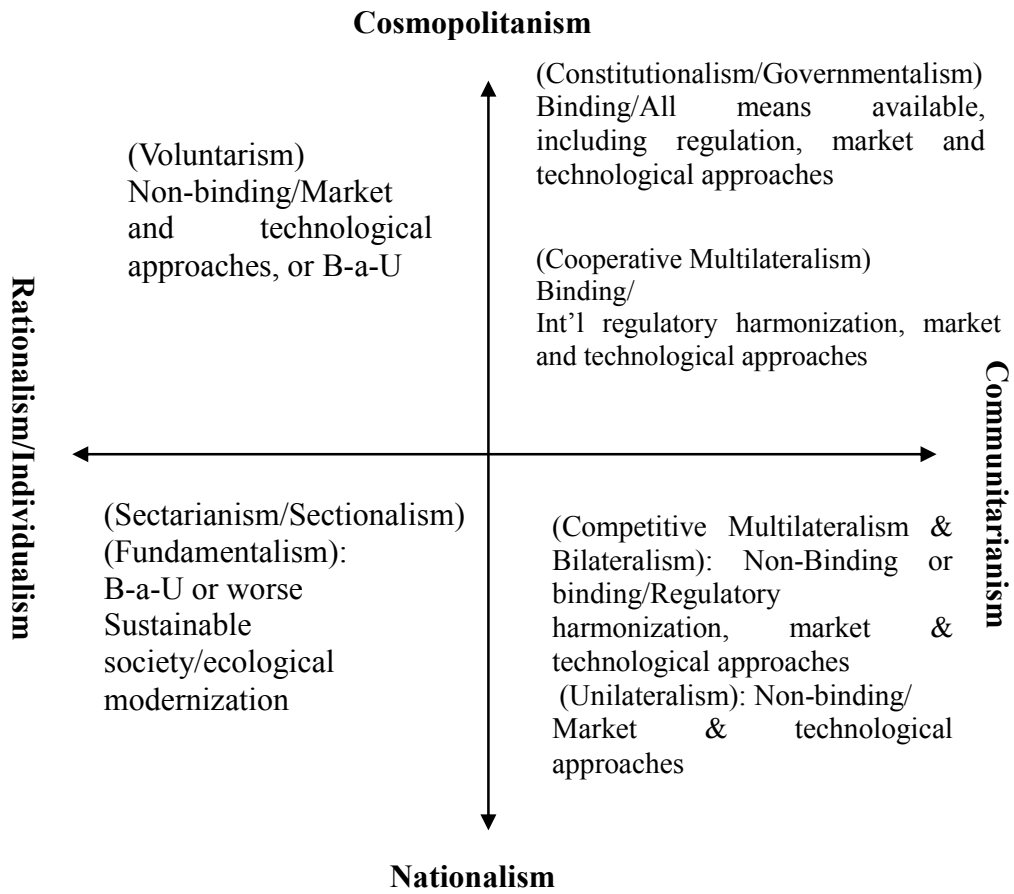 Cosmopolitanism
(Voluntarism)
Non-binding/Market
and technological
approaches, or B-a-U
(Constitutionalism/Governmentalism)
Binding/All means available,
including regulation, market and
technological approaches
(Cooperative Multilateralism)
Binding/
Int’l regulatory harmonization, market
and technological approaches
Rationalism/Individualism
Communitarianism
(Sectarianism/Sectionalism)
(Fundamentalism):
B-a-U or worse
Sustainable
society/ecological
modernization
(Competitive Multilateralism &
Bilateralism): Non-Binding or
binding/Regulatory
harmonization, market &
technological approaches
(Unilateralism): Non-binding/
Market & technological
approaches
Nationalism